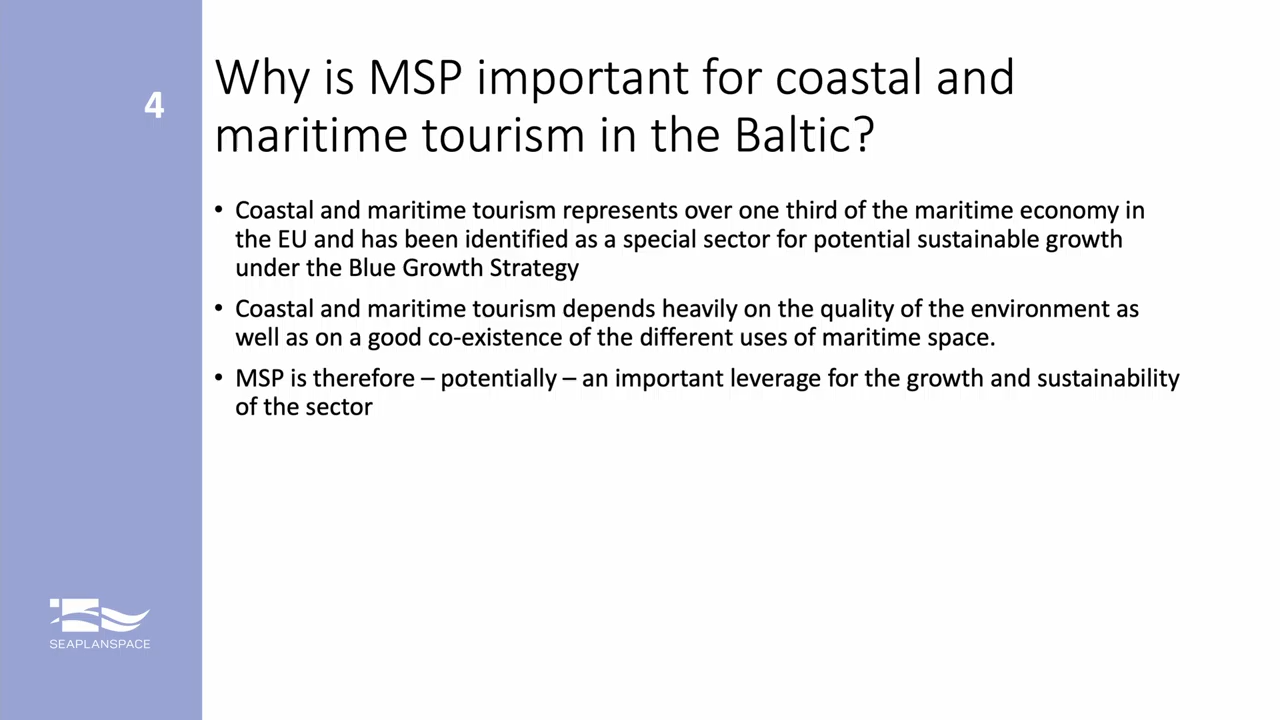 4
Why is MSP important for coastal and
maritime tourism in the Baltic?
• Coastal and maritime tourism represents over one third of the maritime economy in
the EU and has been identified as a special sector for potential sustainable growth
under the Blue Growth Strategy
• Coastal and maritime tourism depends heavily on the quality of the environment as
well as on a good co-existence of the different uses of maritime space.
• MSP is therefore – potentially – an important leverage for the growth and sustainability
of the sector
SEAPLANSPACE